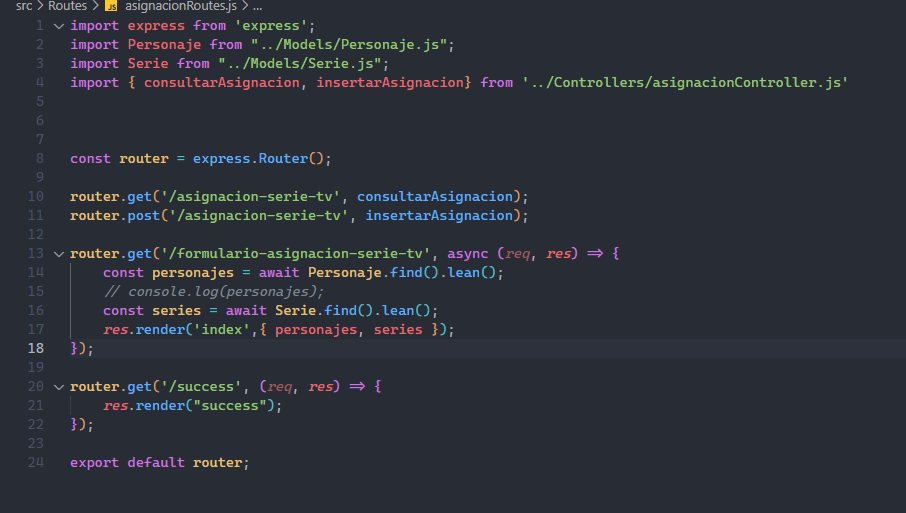 src > Routes > JS asignacionRoutes.js > ...
1 import express from 'express';
2 import Personaje from "../Models/Personaje.js";
3 import Serie from "../Models/Serie.js";
4 import { consultarAsignacion, insertarAsignacion} from '../Controllers/asignacionController.js'
5
6
7
8 const router = express.Router();
9
10 router.get('/asignacion-serie-tv', consultarAsignacion);
11 router.post('/asignacion-serie-tv', insertarAsignacion);
12
13 router.get('/formulario-asignacion-serie-tv', async (req, res) => {
14     const personajes = await Personaje.find().lean();
15     // console.log(personajes);
16     const series = await Serie.find().lean();
17     res.render('index',{ personajes, series });
18 });
19
20 router.get('/success', (req, res) => {
21     res.render("success");
22 });
23
24 export default router;